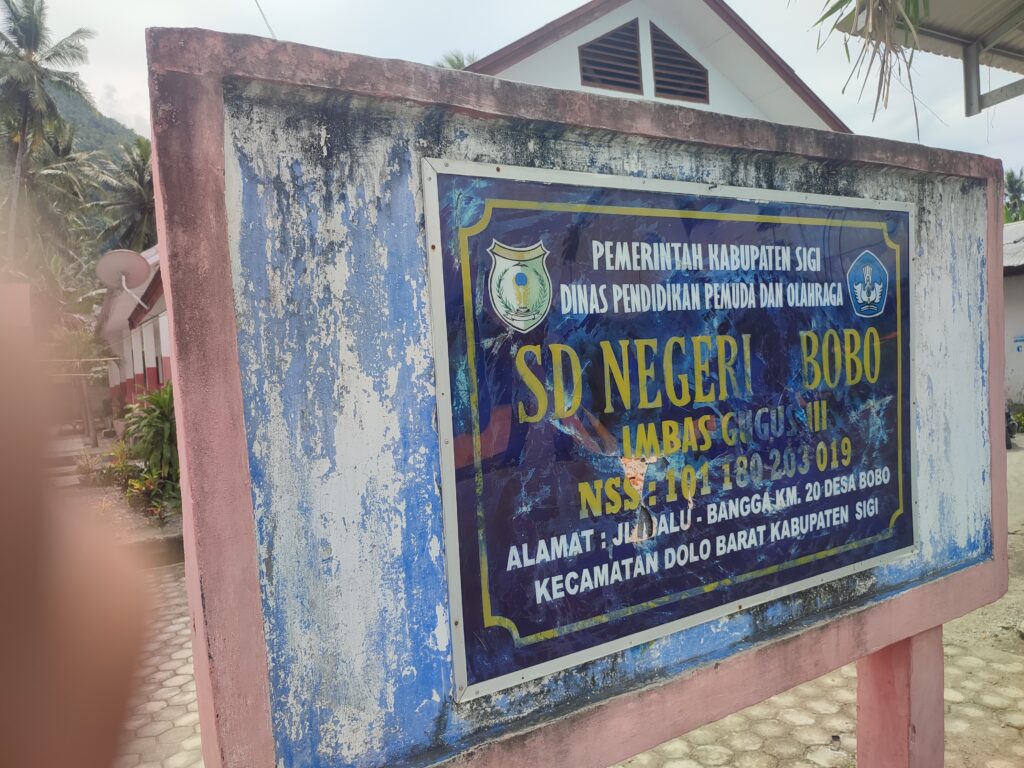 PEMERINTAH KABUPATEN SIGI
DINAS PENDIDIKAN PEMUDA DAN OLAHRAGA
SD NEGERI BOBO
IMBAS GUGUS III
NSS : 101 180 203 019
ALAMAT : JL. PALU - BANGGA KM. 20 DESA BOBO
KECAMATAN DOLO BARAT KABUPATEN SIGI